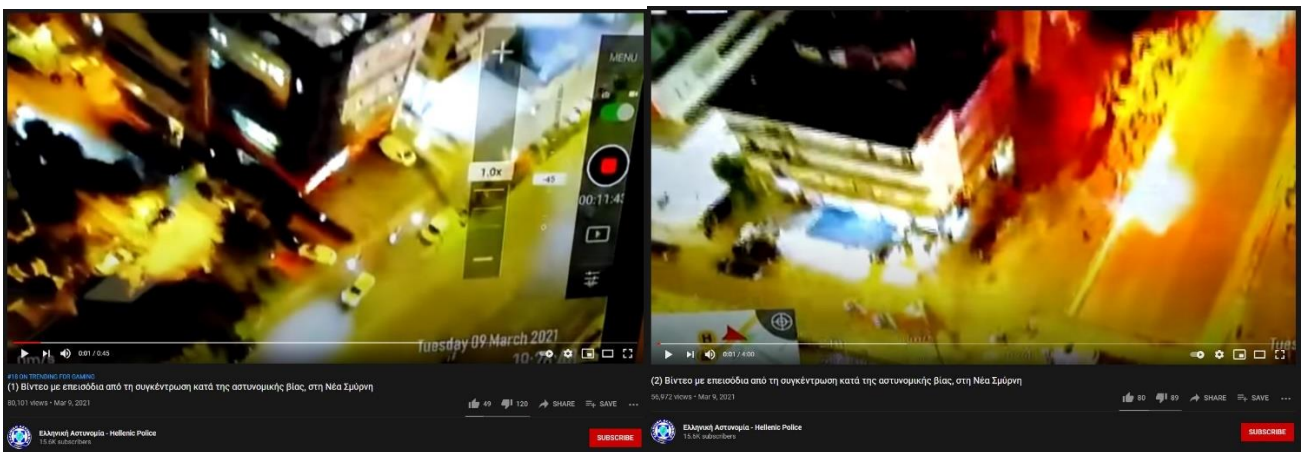 MENU
1.0x
-45
00:11:43
Tuesday 09 March 2021
0:01 / 0:45
#18 ON TRENDING FOR GAMING
(1) Βίντεο με επεισόδια από τη συγκέντρωση κατά της αστυνομικής βίας, στη Νέα Σμύρνη
80,101 views • Mar 9, 2021
49 120 SHARE SAVE
Ελληνική Αστυνομία - Hellenic Police
15.6K subscribers
SUBSCRIBE
H
Tues
0:01 / 4:00
(2) Βίντεο με επεισόδια από τη συγκέντρωση κατά της αστυνομικής βίας, στη Νέα Σμύρνη
56,972 views • Mar 9, 2021
80 89 SHARE SAVE
Ελληνική Αστυνομία - Hellenic Police
15.6K subscribers
SUBSCRIBE